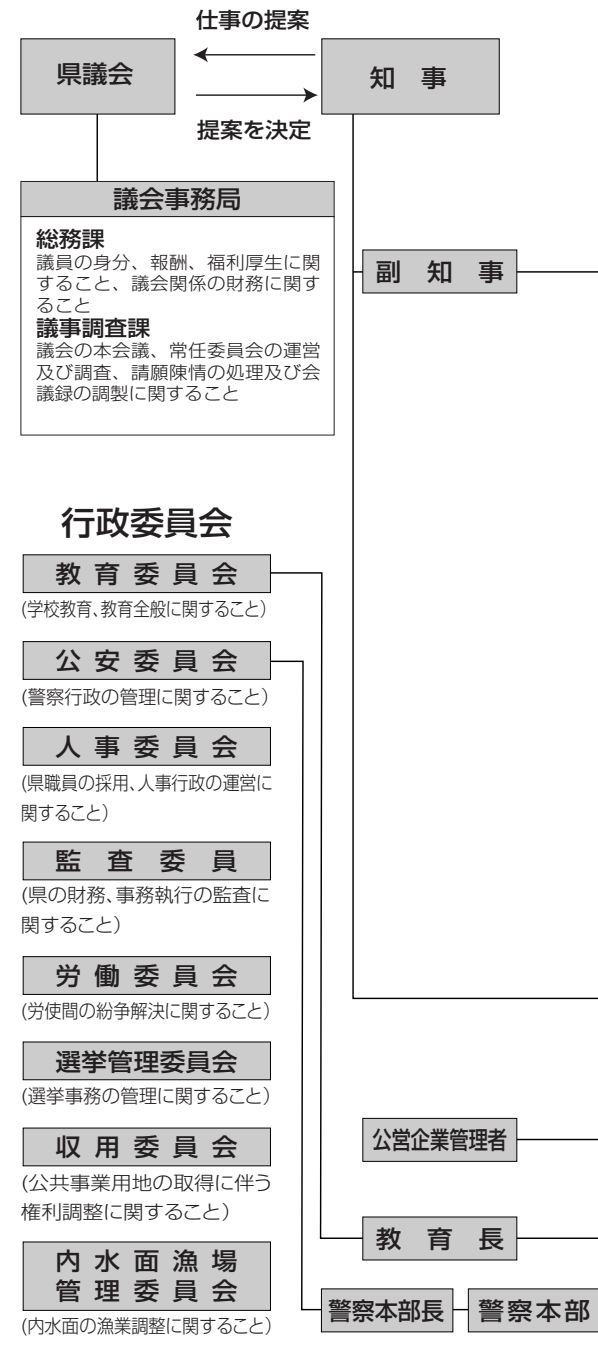 仕事の提案
県議会
知事
提案を決定
議会事務局
総務課
議員の身分、報酬、福利厚生に関
すること、議会関係の財務に関す
ること
議事調査課
議会の本会議、常任委員会の運営
及び調査、請願陳情の処理及び会
議録の調製に関すること
副知事
行政委員会
教育委員会
(学校教育、教育全般に関すること)
公安委員会
(警察行政の管理に関すること)
人事委員会
(県職員の採用、人事行政の運営に
関すること)
監査委員
(県の財務、事務執行の監査に
関すること)
労働委員会
(労使間の紛争解決に関すること)
選挙管理委員会
(選挙事務の管理に関すること)
収用委員会
(公共事業用地の取得に伴う
権利調整に関すること)
内水面漁場
管理委員会
(内水面の漁業調整に関すること)
公営企業管理者
教育長
警察本部長
警察本部